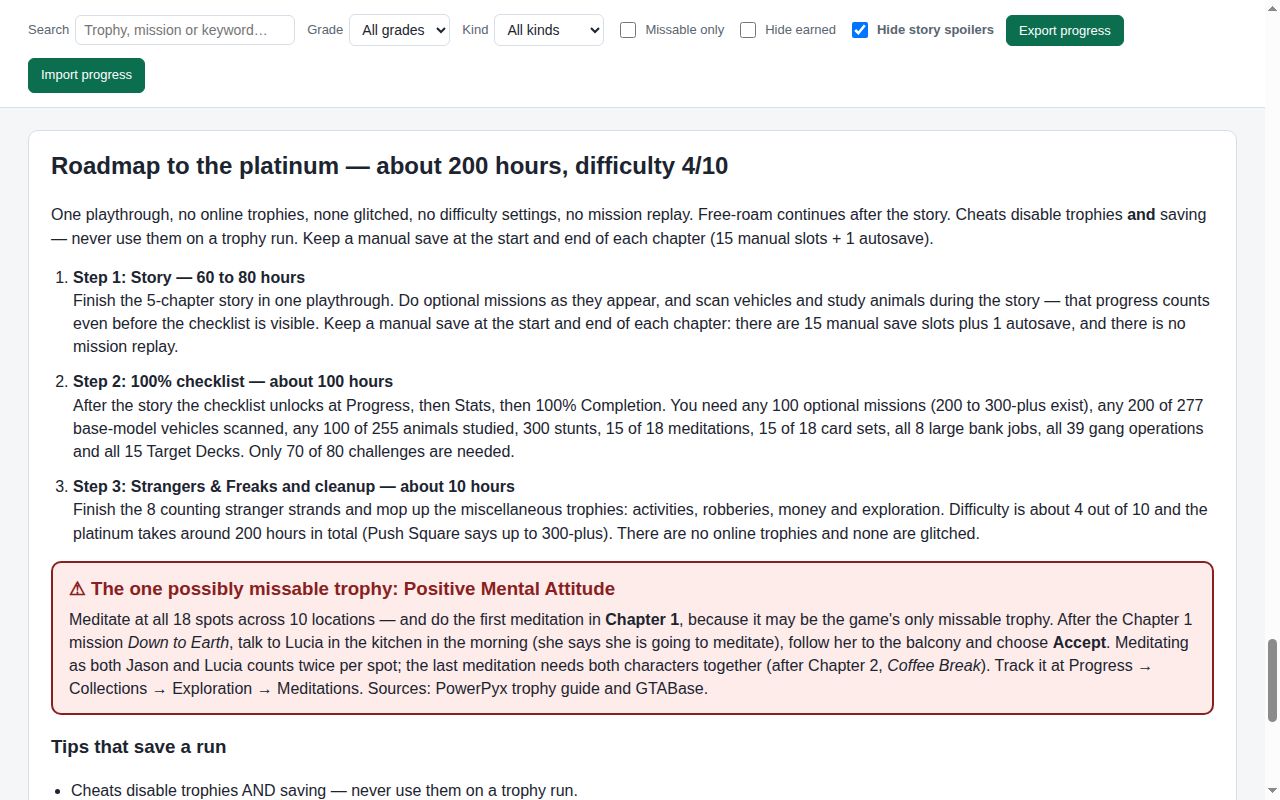 Search Trophy, mission or keyword… Grade All grades Kind All kinds Missable only Hide earned Hide story spoilers Export progress
Import progress
Roadmap to the platinum — about 200 hours, difficulty 4/10
One playthrough, no online trophies, none glitched, no difficulty settings, no mission replay. Free-roam continues after the story. Cheats disable trophies and saving
— never use them on a trophy run. Keep a manual save at the start and end of each chapter (15 manual slots + 1 autosave).
1. Step 1: Story — 60 to 80 hours
Finish the 5-chapter story in one playthrough. Do optional missions as they appear, and scan vehicles and study animals during the story — that progress counts
even before the checklist is visible. Keep a manual save at the start and end of each chapter: there are 15 manual save slots plus 1 autosave, and there is no
mission replay.
2. Step 2: 100% checklist — about 100 hours
After the story the checklist unlocks at Progress, then Stats, then 100% Completion. You need any 100 optional missions (200 to 300-plus exist), any 200 of 277
base-model vehicles scanned, any 100 of 255 animals studied, 300 stunts, 15 of 18 meditations, 15 of 18 card sets, all 8 large bank jobs, all 39 gang operations
and all 15 Target Decks. Only 70 of 80 challenges are needed.
3. Step 3: Strangers & Freaks and cleanup — about 10 hours
Finish the 8 counting stranger strands and mop up the miscellaneous trophies: activities, robberies, money and exploration. Difficulty is about 4 out of 10 and the
platinum takes around 200 hours in total (Push Square says up to 300-plus). There are no online trophies and none are glitched.
⚠ The one possibly missable trophy: Positive Mental Attitude
Meditate at all 18 spots across 10 locations — and do the first meditation in Chapter 1, because it may be the game's only missable trophy. After the Chapter 1
mission Down to Earth, talk to Lucia in the kitchen in the morning (she says she is going to meditate), follow her to the balcony and choose Accept. Meditating
as both Jason and Lucia counts twice per spot; the last meditation needs both characters together (after Chapter 2, Coffee Break). Track it at Progress →
Collections → Exploration → Meditations. Sources: PowerPyx trophy guide and GTABase.
Tips that save a run
• Cheats disable trophies AND saving — never use them on a trophy run.